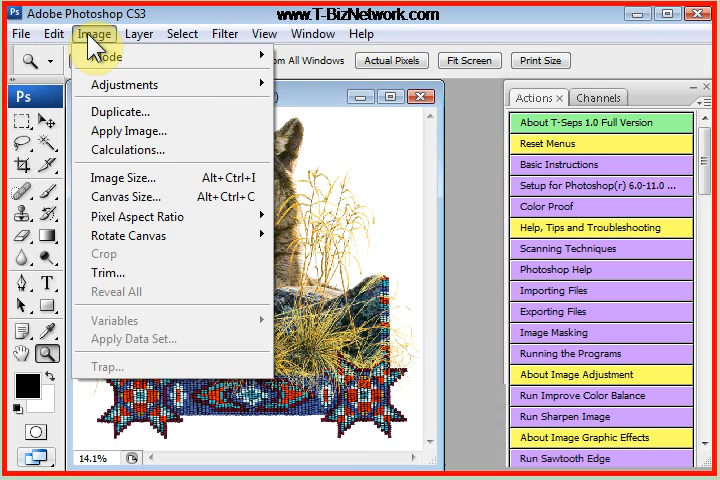 Adobe Photoshop CS3
www.T-BizNetwork.com
Ps
File Edit Image Layer Select Filter View Window Help
All Windows Actual Pixels Fit Screen Print Size
Ps
Adjustments
Duplicate...
Apply Image...
Calculations...
Image Size... Alt+Ctrl+I
Canvas Size... Alt+Ctrl+C
Pixel Aspect Ratio
Rotate Canvas
Crop
Trim...
Reveal All
Variables
Apply Data Set...
Trap...
14.1%
Actions × Channels
About T-Seps 1.0 Full Version
Reset Menus
Basic Instructions
Setup for Photoshop(r) 6.0-11.0 ...
Color Proof
Help, Tips and Troubleshooting
Scanning Techniques
Photoshop Help
Importing Files
Exporting Files
Image Masking
Running the Programs
About Image Adjustment
Run Improve Color Balance
Run Sharpen Image
About Image Graphic Effects
Run Sawtooth Edge